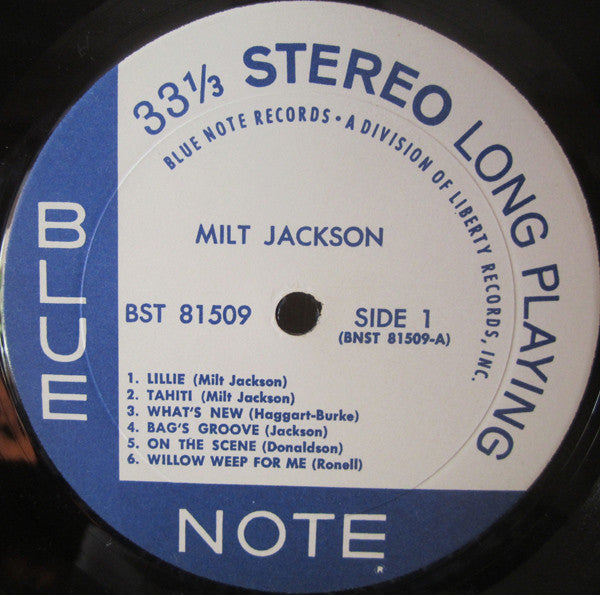 33⅓ STEREO LONG PLAYING
BLUE NOTE RECORDS • A DIVISION OF LIBERTY RECORDS, INC.
MILT JACKSON
BST 81509
SIDE 1
(BNST 81509-A)
1. LILLIE (Milt Jackson)
2. TAHITI (Milt Jackson)
3. WHAT'S NEW (Haggart-Burke)
4. BAG'S GROOVE (Jackson)
5. ON THE SCENE (Donaldson)
6. WILLOW WEEP FOR ME (Ronell)
BLUE
NOTE
R